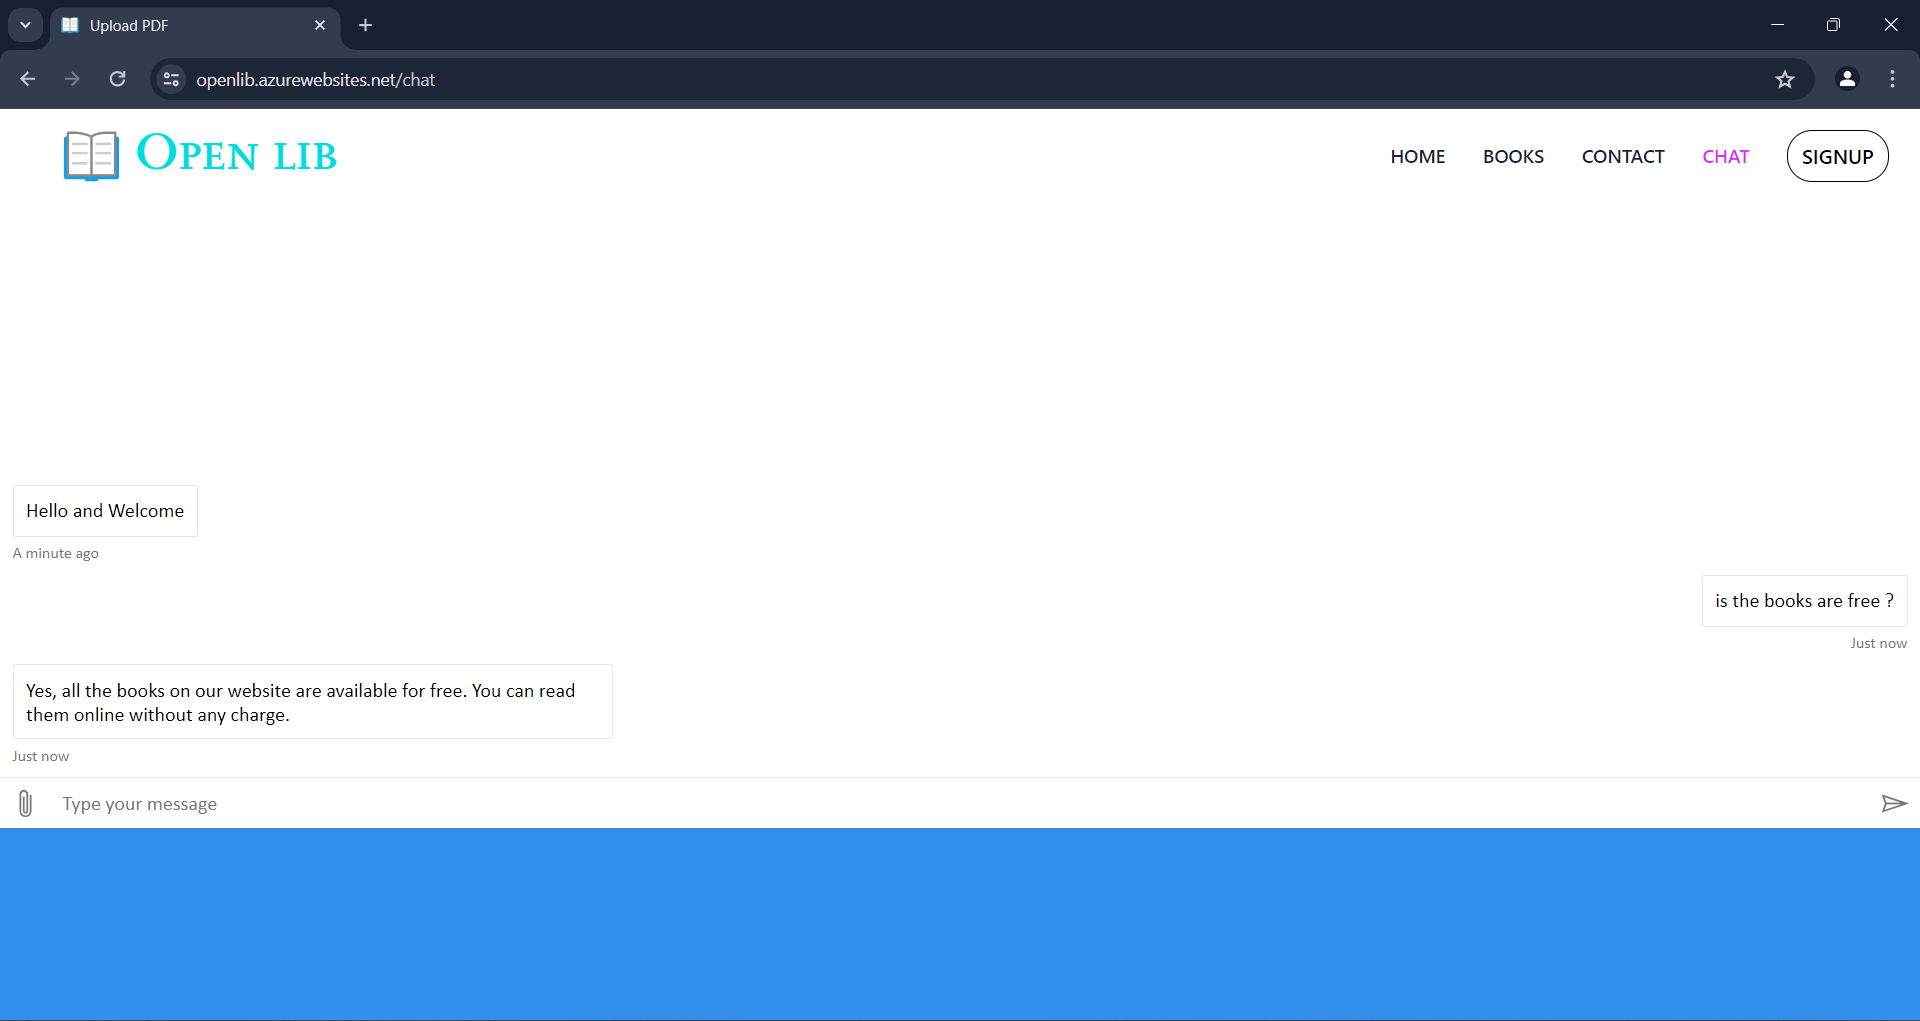 Upload PDF
openlib.azurewebsites.net/chat
OPEN LIB
HOME BOOKS CONTACT CHAT SIGNUP
Hello and Welcome
A minute ago
is the books are free ?
Just now
Yes, all the books on our website are available for free. You can read
them online without any charge.
Just now
Type your message